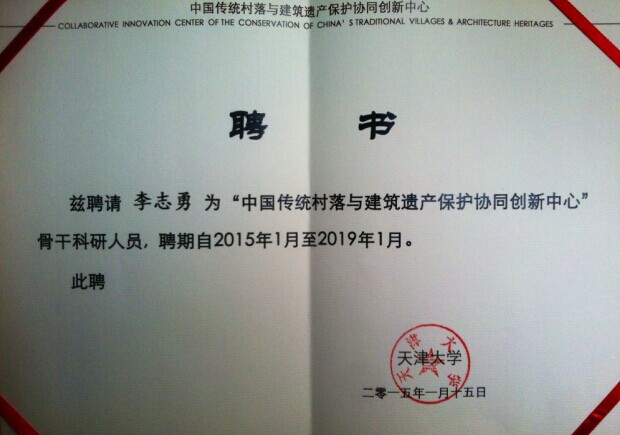 中国传统村落与建筑遗产保护协同创新中心
COLLABORATIVE INNOVATION CENTER OF THE CONSERVATION OF CHINA'S TRADITIONAL VILLAGES & ARCHITECTURE HERITAGES
聘 书
兹聘请 李志勇 为“中国传统村落与建筑遗产保护协同创新中心”
骨干科研人员，聘期自2015年1月至2019年1月。
此聘
天津大学
天津大学
二零一五年一月十五日